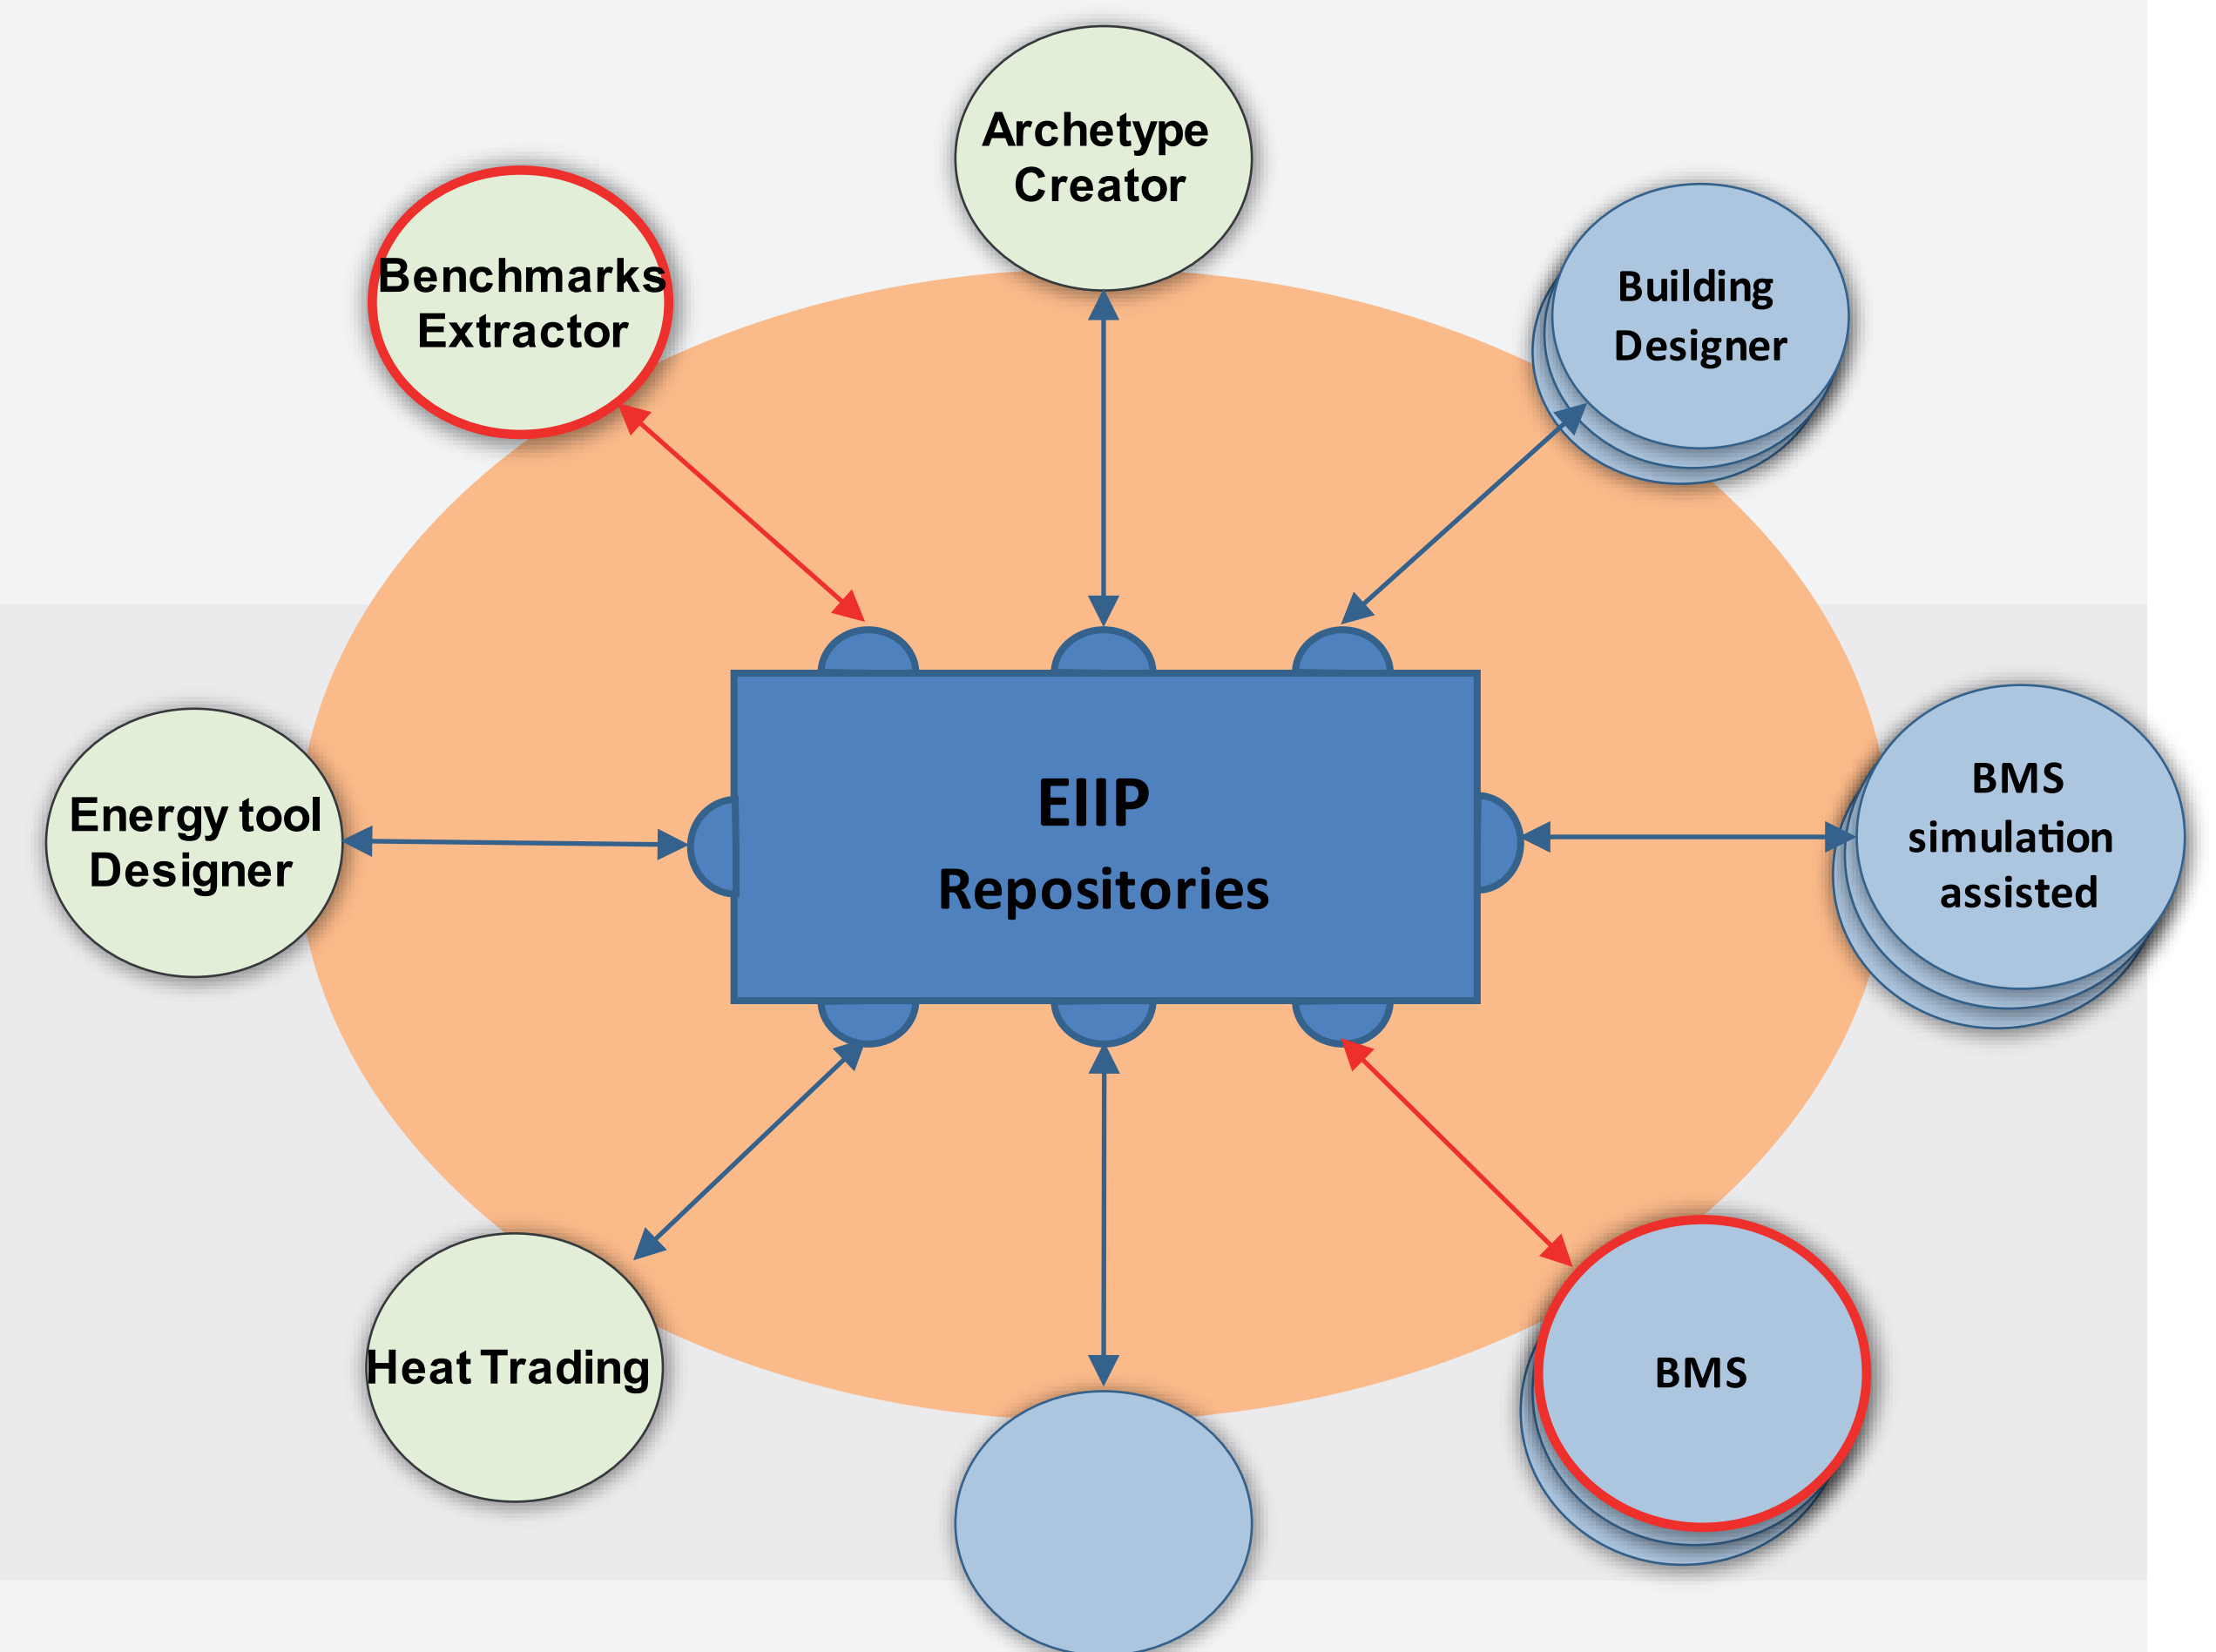 Archetype
Creator
Benchmarks
Extractor
Building
Designer
Energy tool
Designer
EIIP
Repositories
BMS
simulation
assisted
Heat Trading
BMS